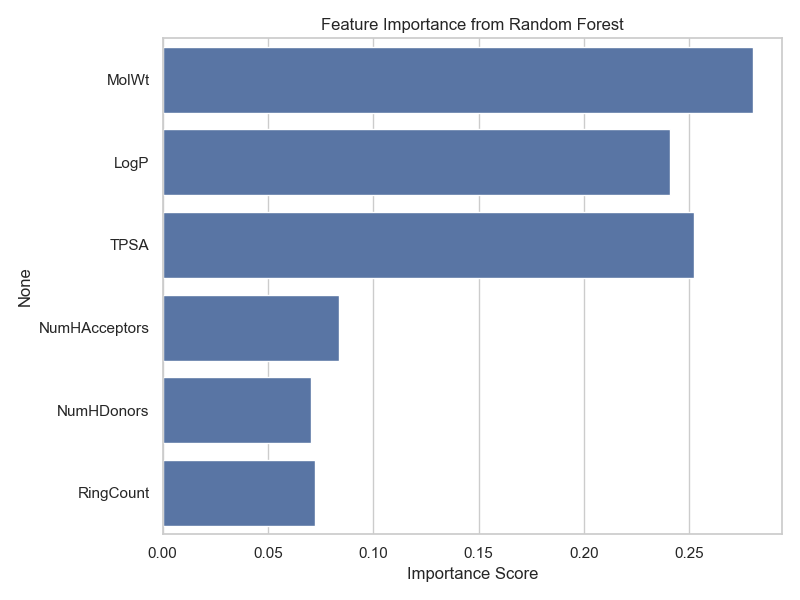 Feature Importance from Random Forest
MolWt
LogP
TPSA
None
NumHAcceptors
NumHDonors
RingCount
0.00 0.05 0.10 0.15 0.20 0.25
Importance Score